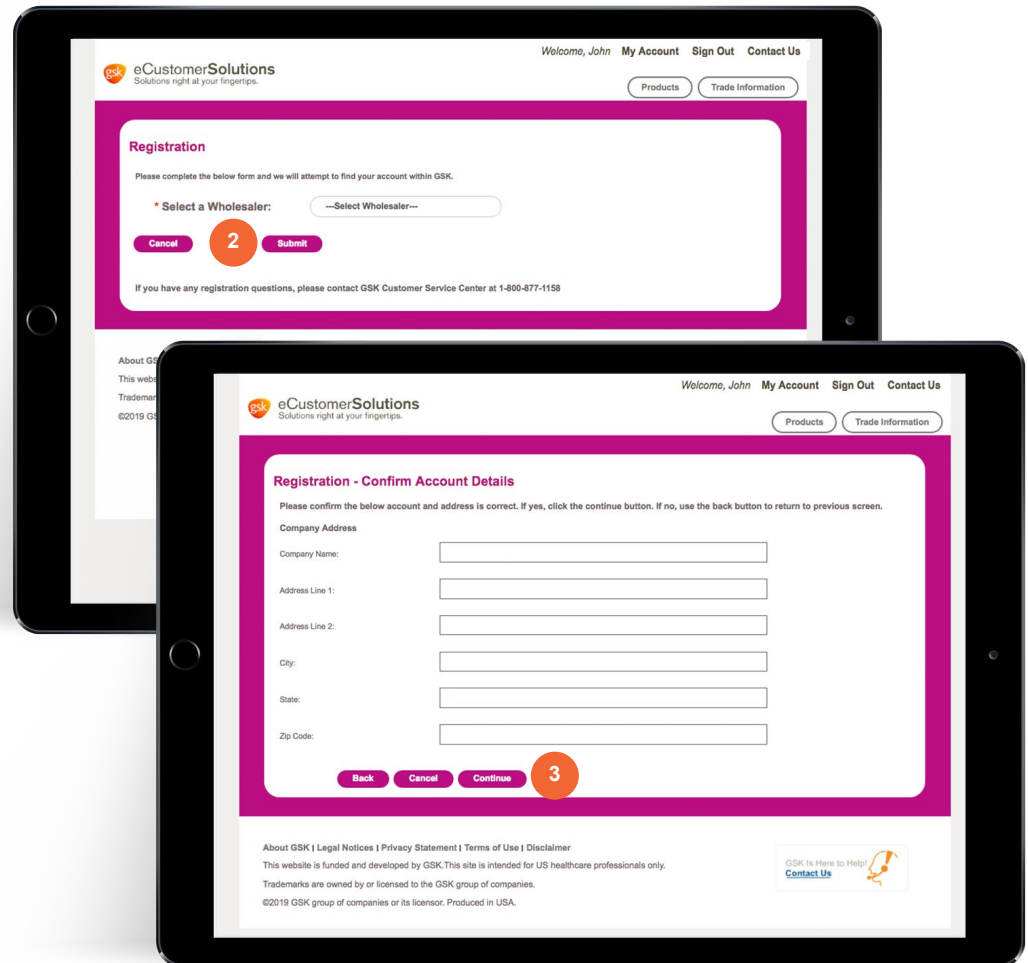 Welcome, John My Account Sign Out Contact Us
gsk eCustomerSolutions
Solutions right at your fingertips.
Products Trade Information
Registration
Please complete the below form and we will attempt to find your account within GSK.
* Select a Wholesaler: ---Select Wholesaler---
Cancel 2 Submit
If you have any registration questions, please contact GSK Customer Service Center at 1-800-877-1158
About
This
©2019
Welcome, John My Account Sign Out Contact Us
gsk eCustomerSolutions
Solutions right at your fingertips.
Products Trade Information
Registration - Confirm Account Details
Please confirm the below account and address is correct. If yes, click the continue button. If no, use the back button to return to previous screen.
Company Address
Company Name:
Address Line 1:
Address Line 2:
City:
State:
Zip Code:
Back Cancel Continue 3
About GSK | Legal Notices | Privacy Statement | Terms of Use | Disclaimer
This website is funded and developed by GSK.This site is intended for US healthcare professionals only.
Trademarks are owned by or licensed to the GSK group of companies.
©2019 GSK group of companies or its licensor. Produced in USA.
GSK Is Here to Help!
Contact Us